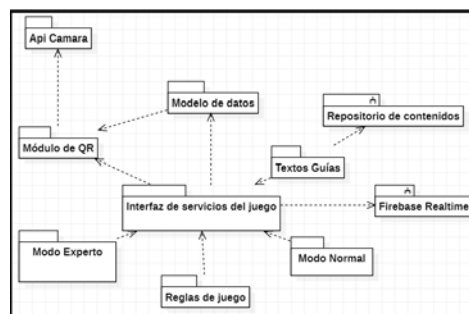 Api Camara
Modelo de datos
Repositorio de contenidos
Módulo de QR
Textos Guías
Interfaz de servicios del juego
Firebase Realtime
Modo Experto
Modo Normal
Reglas de juego